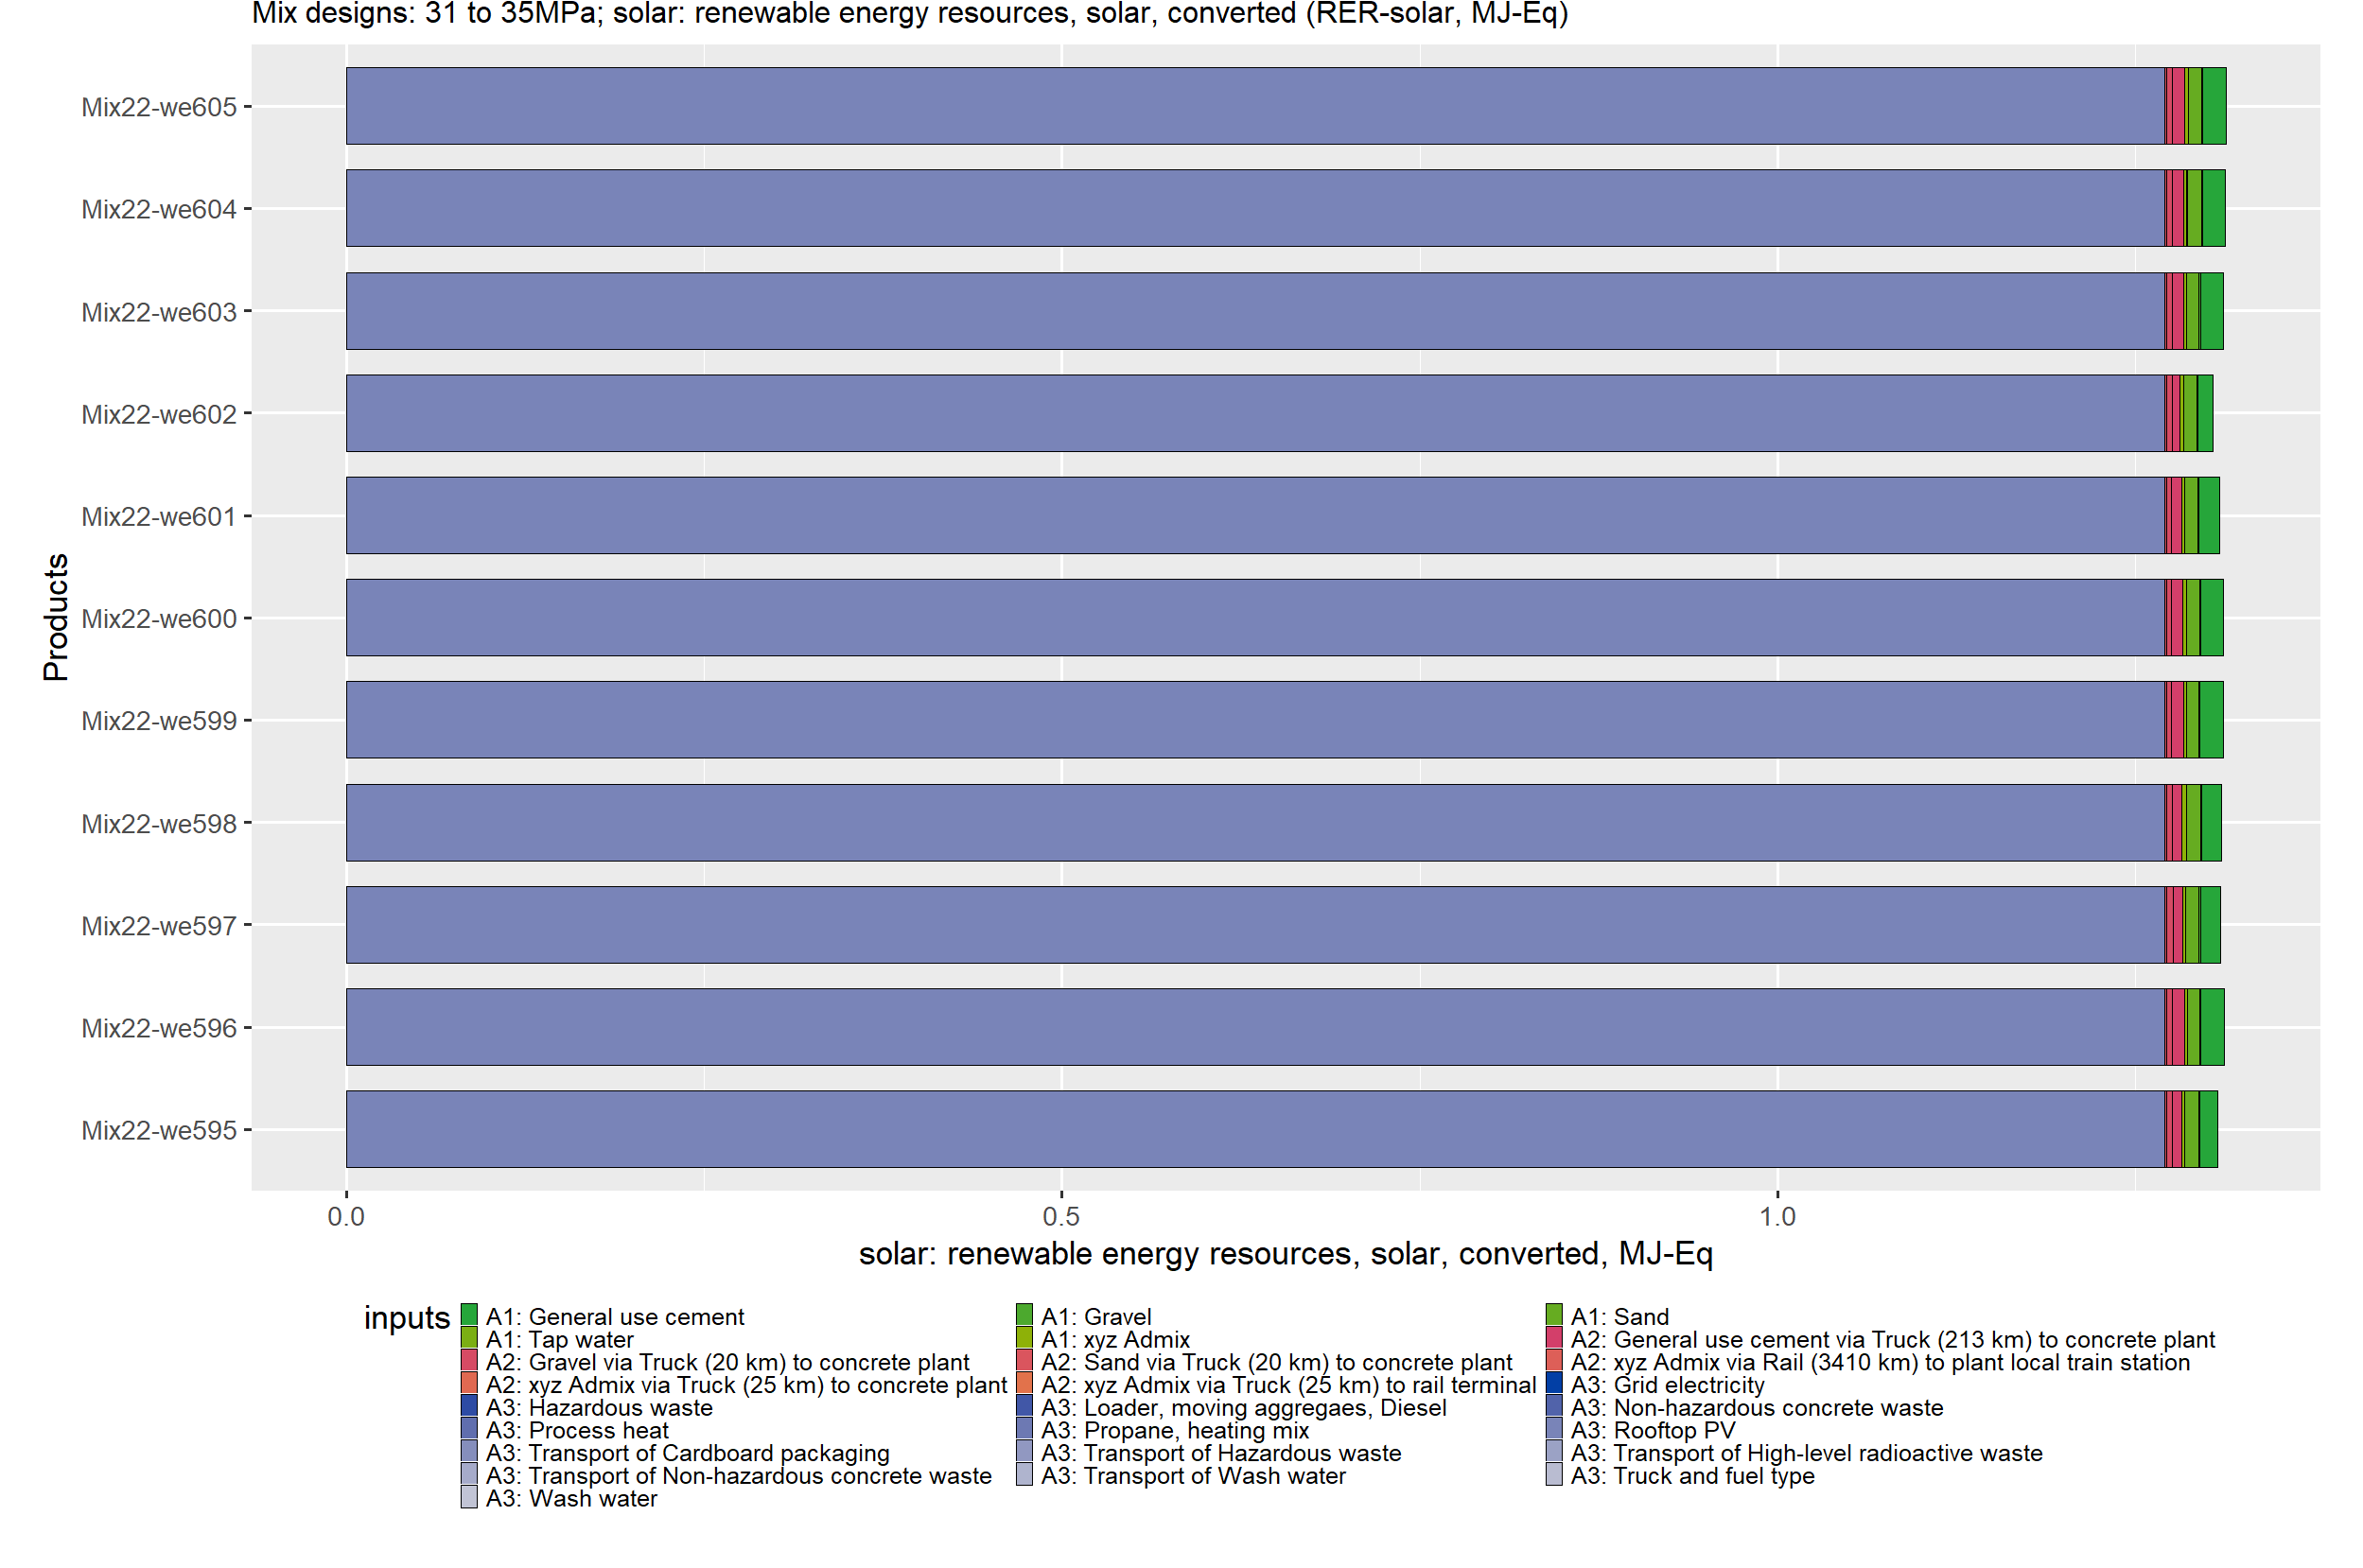 Mix designs: 31 to 35MPa; solar: renewable energy resources, solar, converted (RER-solar, MJ-Eq)
Products
Mix22-we605
Mix22-we604
Mix22-we603
Mix22-we602
Mix22-we601
Mix22-we600
Mix22-we599
Mix22-we598
Mix22-we597
Mix22-we596
Mix22-we595
0.0 0.5 1.0
solar: renewable energy resources, solar, converted, MJ-Eq
inputs
A1: General use cement A1: Gravel A1: Sand
A1: Tap water A1: xyz Admix A2: General use cement via Truck (213 km) to concrete plant
A2: Gravel via Truck (20 km) to concrete plant A2: Sand via Truck (20 km) to concrete plant A2: xyz Admix via Rail (3410 km) to plant local train station
A2: xyz Admix via Truck (25 km) to concrete plant A2: xyz Admix via Truck (25 km) to rail terminal A3: Grid electricity
A3: Hazardous waste A3: Loader, moving aggregaes, Diesel A3: Non-hazardous concrete waste
A3: Process heat A3: Propane, heating mix A3: Rooftop PV
A3: Transport of Cardboard packaging A3: Transport of Hazardous waste A3: Transport of High-level radioactive waste
A3: Transport of Non-hazardous concrete waste A3: Transport of Wash water A3: Truck and fuel type
A3: Wash water